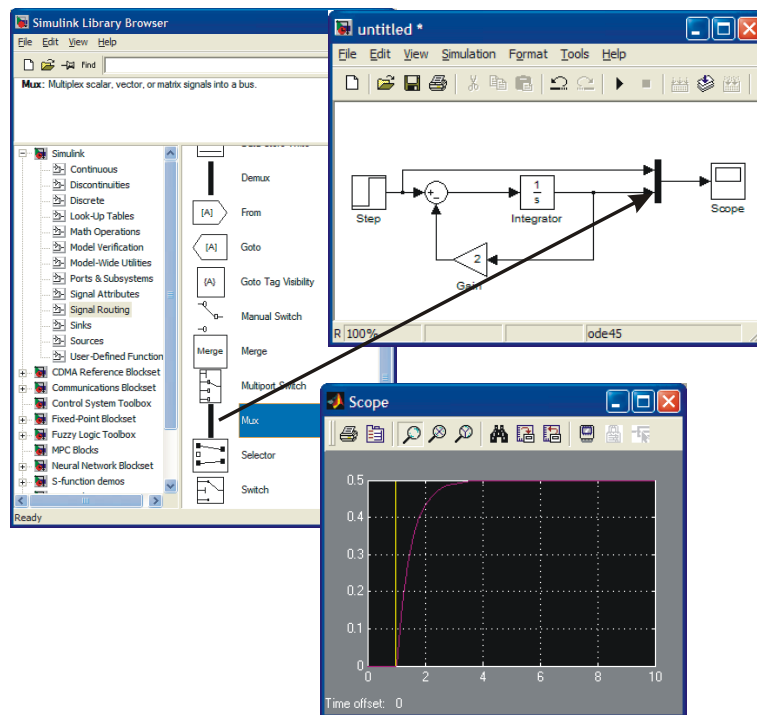 Simulink Library Browser
File Edit View Help
Find
Mux: Multiplex scalar, vector, or matrix signals into a bus.
Simulink
Continuous
Discontinuities
Discrete
Look-Up Tables
Math Operations
Model Verification
Model-Wide Utilities
Ports & Subsystems
Signal Attributes
Signal Routing
Sinks
Sources
User-Defined Function
CDMA Reference Blockset
Communications Blockset
Control System Toolbox
Fixed-Point Blockset
Fuzzy Logic Toolbox
MPC Blocks
Neural Network Blockset
S-function demos
Demux
[A] From
[A] Goto
{A} Goto Tag Visibility
Manual Switch
Merge Merge
Multiport Switch
Mux
Selector
Switch
Ready
untitled *
File Edit View Simulation Format Tools Help
Step
+
-
1
s
Integrator
2
Gain
Scope
R 100% ode45
Scope
0.5
0.4
0.3
0.2
0.1
0
0 2 4 6 8 10
Time offset: 0